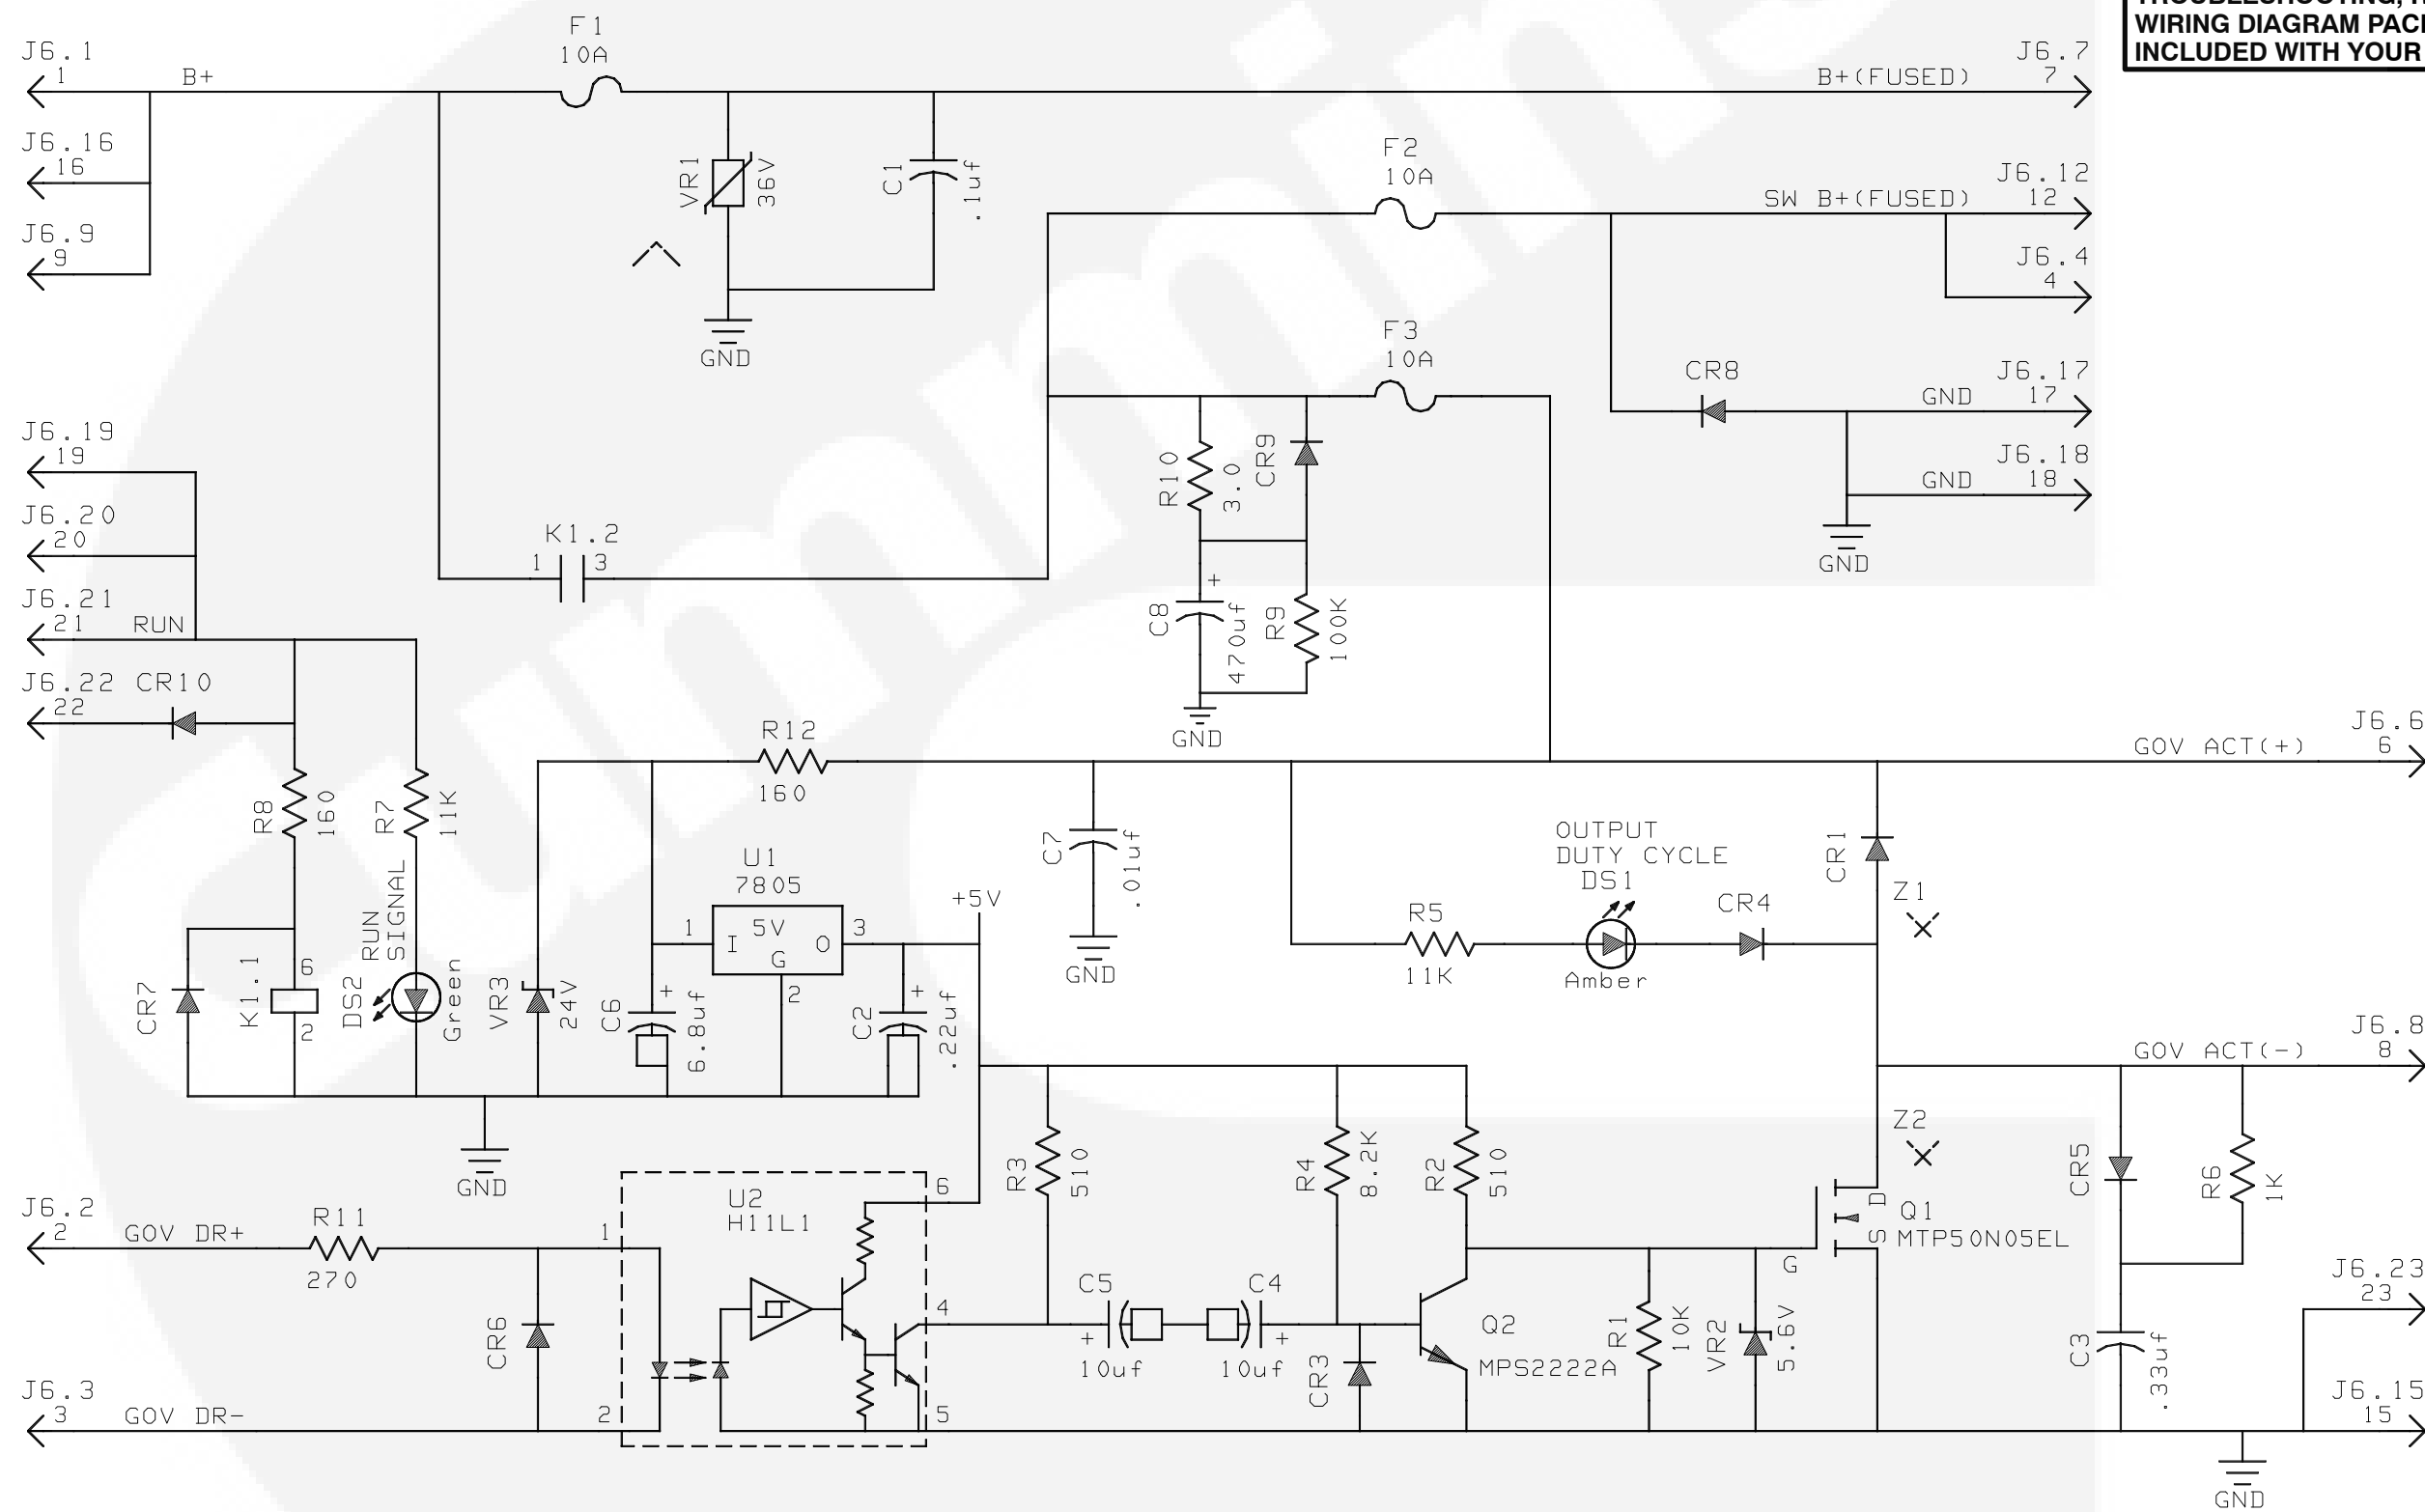 WIRING DIAGRAM PAC
INCLUDED WITH YOUR
F1
10A
J6.1
1
B+
B+(FUSED)
J6.7
7
J6.16
16
VR1
36V
C1
.1uf
F2
10A
SW B+(FUSED)
J6.12
12
J6.9
9
J6.4
4
GND
F3
10A
CR8
GND
J6.17
17
J6.19
19
R10
3.0
CR9
GND
J6.18
18
J6.20
20
K1.2
1
3
GND
J6.21
21
RUN
C8
+
470uf
R9
100K
J6.22
22
CR10
GND
R12
160
GOV ACT(+)
J6.6
6
R8
160
R7
11K
U1
7805
C7
.01uf
OUTPUT
DUTY CYCLE
DS1
CR1
RUN
SIGNAL
+5V
R5
11K
CR4
Z1
1
I
5V
G
O
3
2
GND
Amber
CR7
K1.1
6
2
DS2
Green
VR3
24V
C6
+
6.8uf
C2
+
.22uf
GOV ACT(-)
J6.8
8
GND
R3
510
R4
8.2K
R2
510
Z2
CR5
R6
1K
J6.2
2
GOV DR+
R11
270
1
U2
H11L1
6
D
S
G
Q1
MTP50N05EL
CR6
4
C5
+
10uf
C4
+
10uf
CR3
Q2
MPS2222A
R1
10K
VR2
5.6V
C3
.33uf
J6.23
23
J6.3
3
GOV DR-
2
5
J6.15
15
GND
Cummins